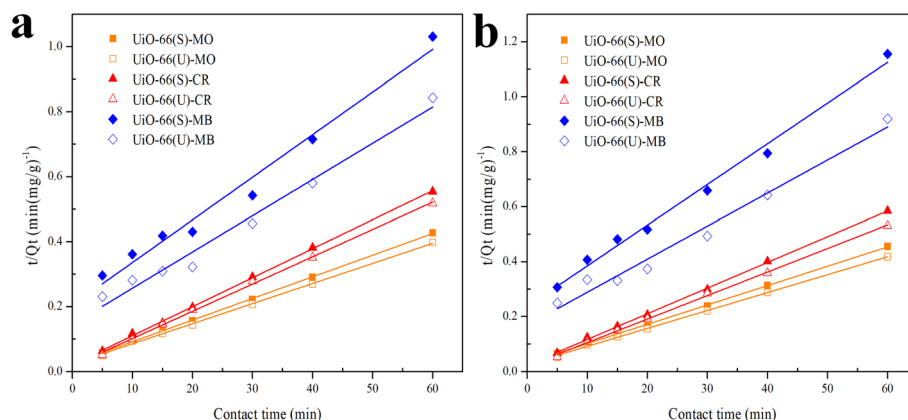 a
UiO-66(S)-MO
UiO-66(U)-MO
UiO-66(S)-CR
UiO-66(U)-CR
UiO-66(S)-MB
UiO-66(U)-MB
t/Qt (min(mg/g)⁻¹)
1.0
0.8
0.6
0.4
0.2
0.0
0 10 20 30 40 50 60
Contact time (min)
b
UiO-66(S)-MO
UiO-66(U)-MO
UiO-66(S)-CR
UiO-66(U)-CR
UiO-66(S)-MB
UiO-66(U)-MB
t/Qt (min(mg/g)⁻¹)
1.2
1.0
0.8
0.6
0.4
0.2
0.0
0 10 20 30 40 50 60
Contact time (min)